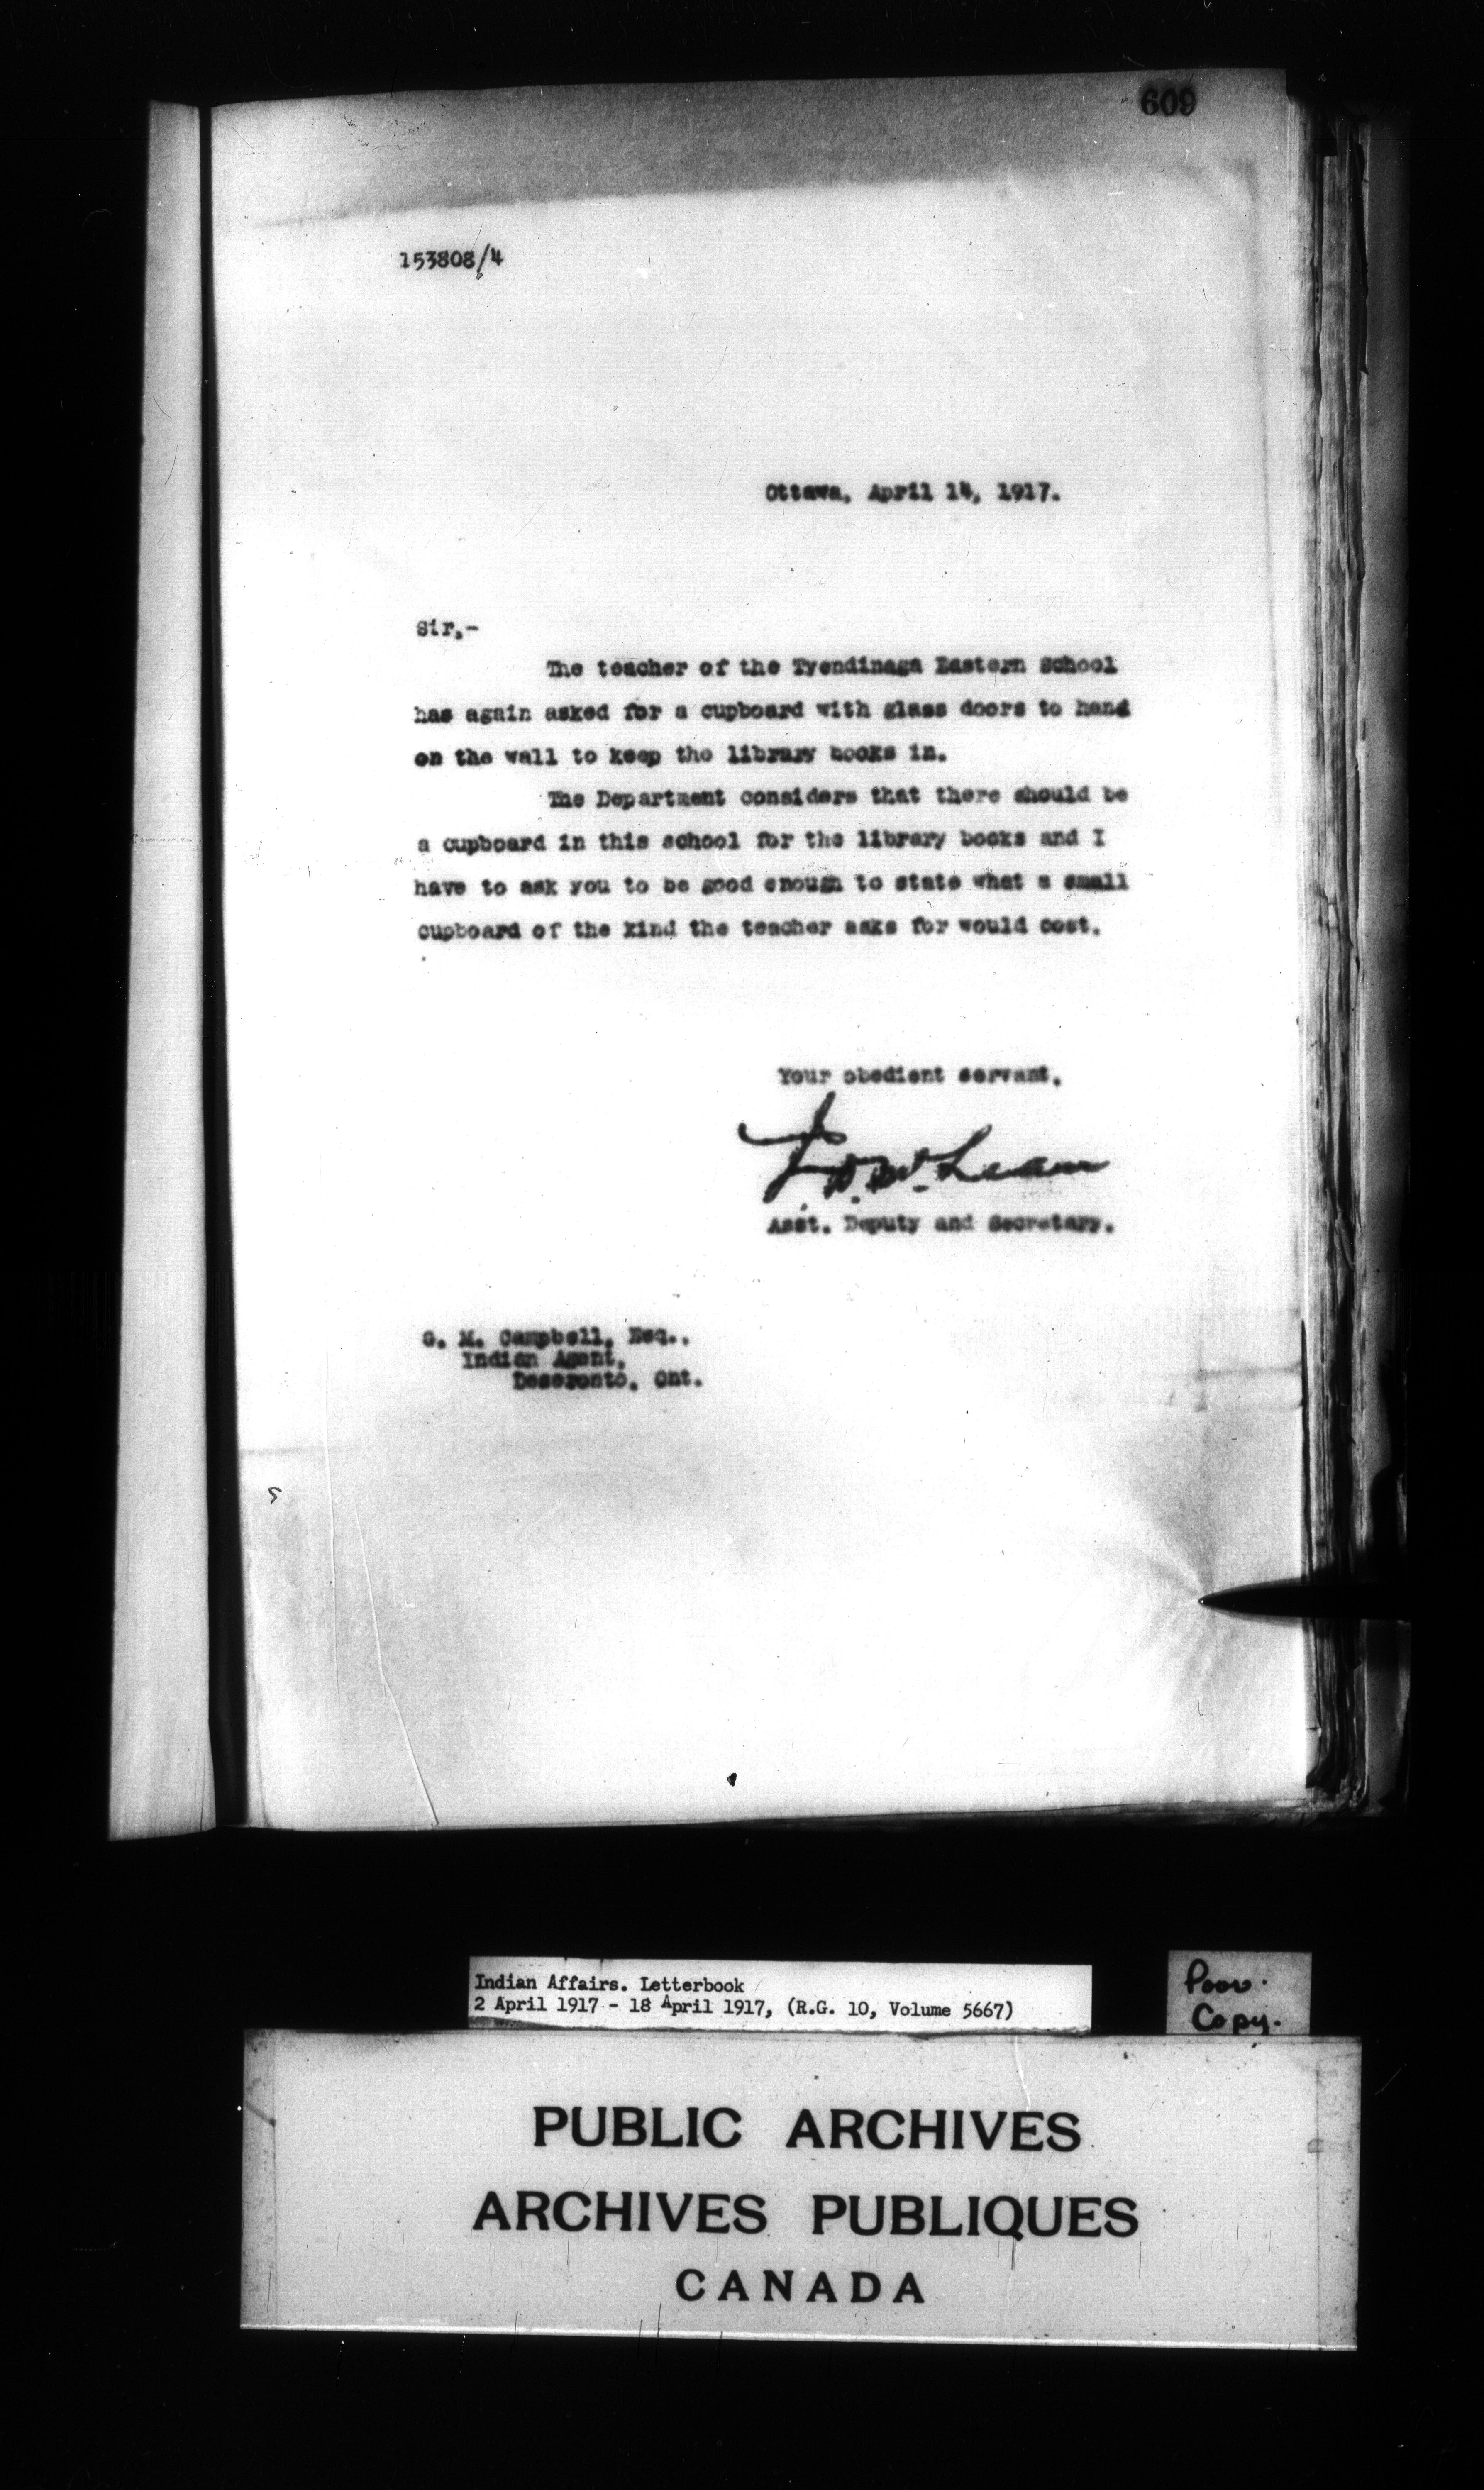 609
153808/4
Ottawa, April 14, 1917.
Sir,-
The teacher of the Tyendinaga Eastern School
has again asked for a cupboard with glass doors to hand
on the wall to keep the library books in.
The Department considers that there should be
a cupboard in this school for the library books and I
have to ask you to be good enough to state what a small
cupboard of the kind the teacher asks for would cost.
Your obedient servant,
J. D. McLean
Asst. Deputy and Secretary.
G. M. Campbell, Esq.,
Indian Agent,
Deseronto, Ont.
Indian Affairs. Letterbook
2 April 1917 - 18 April 1917, (R.G. 10, Volume 5667)
Poor.
Copy.
PUBLIC ARCHIVES
ARCHIVES PUBLIQUES
CANADA